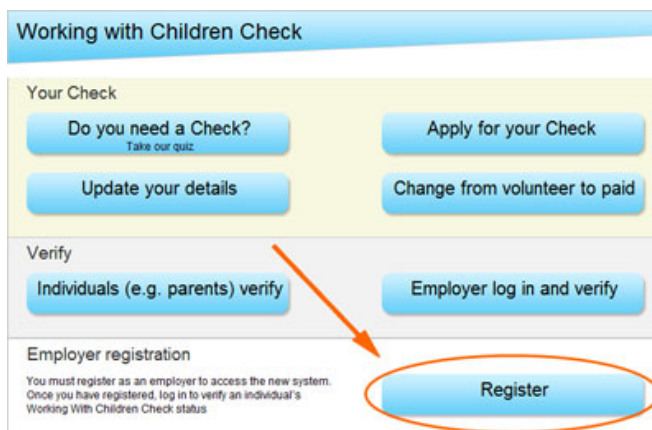 Working with Children Check
Your Check
Do you need a Check?
Take our quiz
Apply for your Check
Update your details
Change from volunteer to paid
Verify
Individuals (e.g. parents) verify
Employer log in and verify
Employer registration
You must register as an employer to access the new system.
Once you have registered, log in to verify an individual's
Working With Children Check status
Register